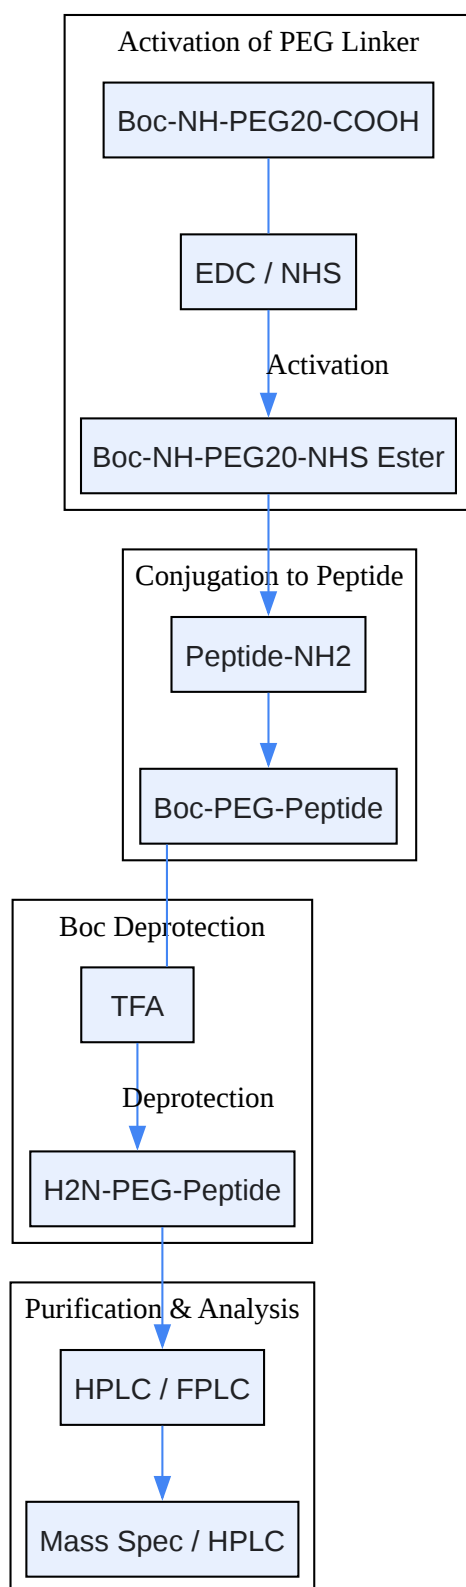 Activation of PEG Linker
Boc-NH-PEG20-COOH
EDC / NHS
Activation
Boc-NH-PEG20-NHS Ester
Conjugation to Peptide
Peptide-NH2
Boc-PEG-Peptide
Boc Deprotection
TFA
Deprotection
H2N-PEG-Peptide
Purification & Analysis
HPLC / FPLC
Mass Spec / HPLC